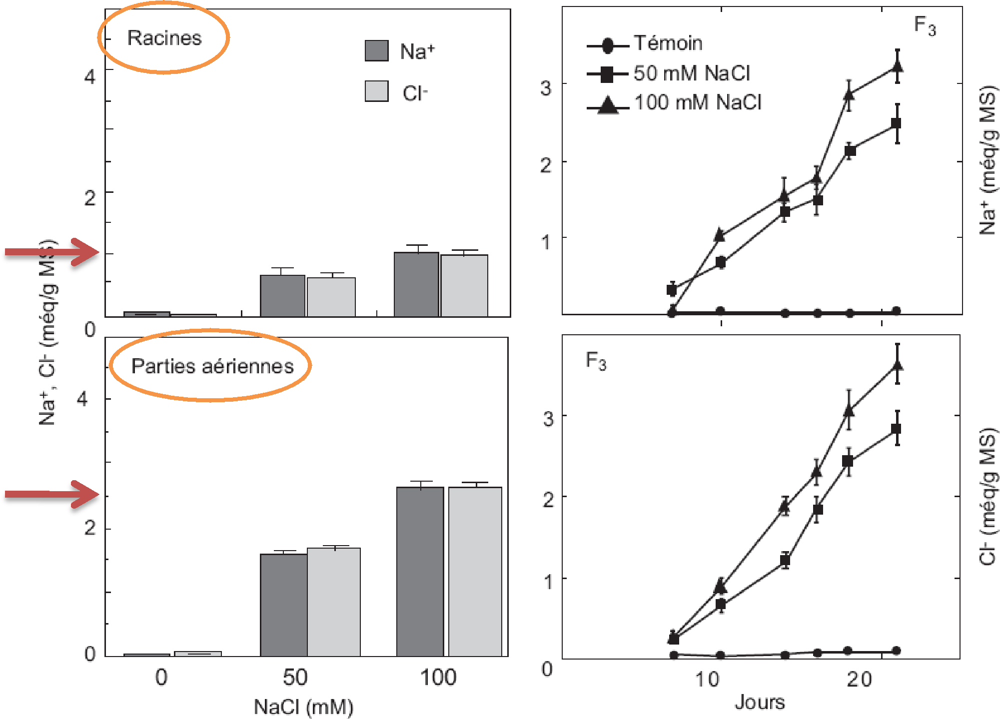 Racines
Na⁺
Cl⁻
4
2
0
Na⁺, Cl⁻ (méq/g MS)
Parties aériennes
4
2
0
0 50 100
NaCl (mM)
F₃
Témoin
50 mM NaCl
100 mM NaCl
3
2
1
Na⁺ (méq/g MS)
F₃
3
2
1
0
Cl⁻ (méq/g MS)
10 20
Jours